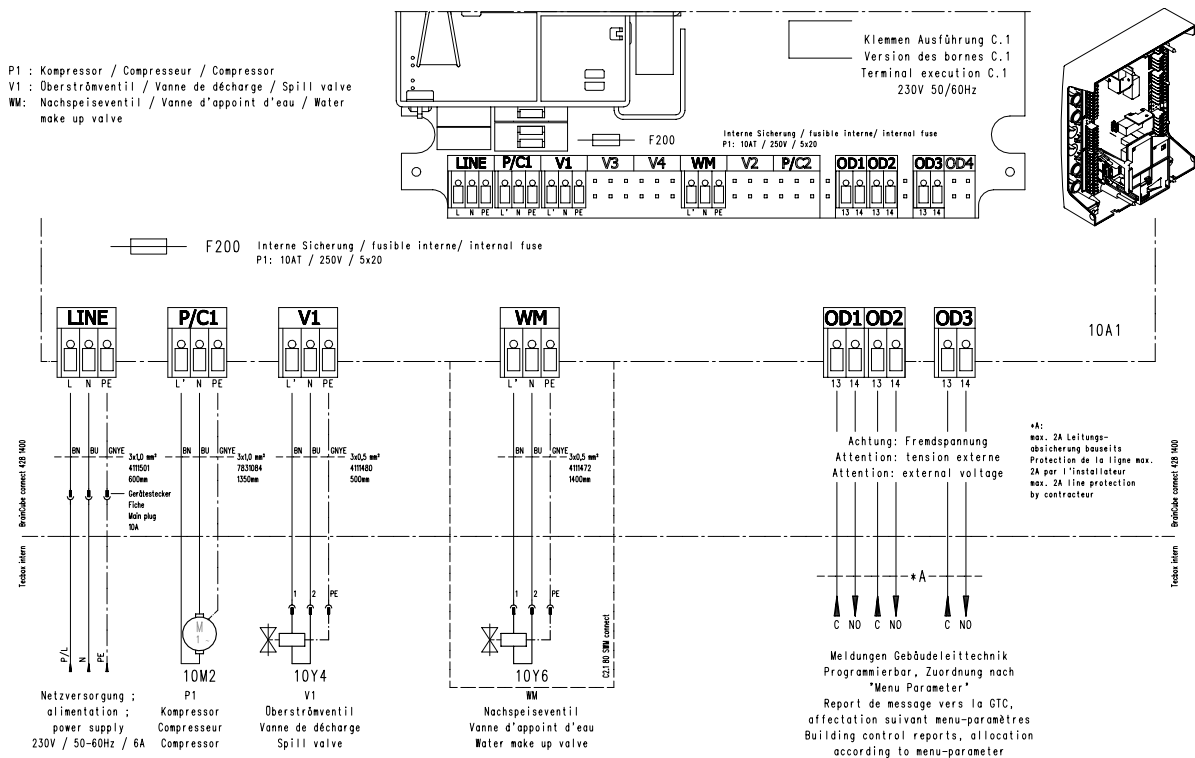 P1 : Kompressor / Compresseur / Compressor
V1 : Oberströmventil / Vanne de décharge / Spill valve
WM: Nachspeiseventil / Vanne d'appoint d'eau / Water
make up valve
Klemmen Ausführung C.1
Version des bornes C.1
Terminal execution C.1
230V 50/60Hz
F200
Interne Sicherung / fusible interne/ internal fuse
P1: 10AT / 250V / 5x20
LINE P/C1 V1 V3 V4 WM V2 P/C2 OD1 OD2 OD3 OD4
L N PE L' N PE L' N PE L' N PE 13 14 13 14 13 14
F200
Interne Sicherung / fusible interne/ internal fuse
P1: 10AT / 250V / 5x20
LINE P/C1 V1 WM OD1 OD2 OD3
10A1
L N PE L' N PE L' N PE L' N PE 13 14 13 14 13 14
BN BU GNYE
3x1,0 mm²
4111501
600mm
Gerätestecker
Fiche
Main plug
10A
BN BU GNYE
3x1,0 mm²
7831084
1350mm
BN BU GNYE
3x0,5 mm²
4111480
500mm
BN BU GNYE
3x0,5 mm²
4111472
1400mm
Achtung: Fremdspannung
Attention: tension externe
Attention: external voltage
*A:
max. 2A Leitungs-
absicherung bauseits
Protection de la ligne max.
2A par l'installateur
max. 2A line protection
by contracteur
BrainCube connect 428 1400
Tecbox intern
BrainCube connect 428 1400
Tecbox intern
*A
1 2 PE
1 2 PE
C NO C NO C NO
P/L N PE
M
1 ~
C2.1 80 SWM connect
Netzversorgung ;
alimentation ;
power supply
230V / 50-60Hz / 6A
10M2
P1
Kompressor
Compresseur
Compressor
10Y4
V1
Oberströmventil
Vanne de décharge
Spill valve
10Y6
WM
Nachspeiseventil
Vanne d'appoint d'eau
Water make up valve
Meldungen Gebäudeleittechnik
Programmierbar, Zuordnung nach
"Menu Parameter"
Report de message vers la GTC,
affectation suivant menu-paramètres
Building control reports, allocation
according to menu-parameter